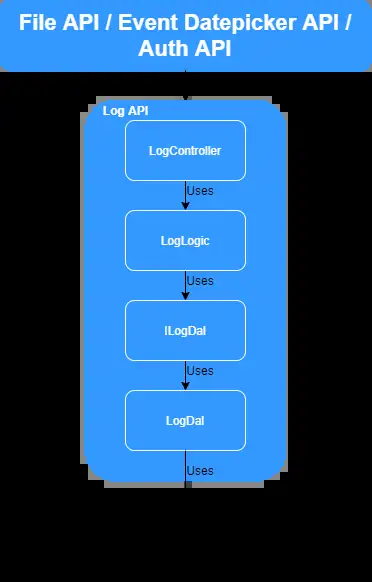 File API / Event Datepicker API /
Auth API
Log API
LogController
Uses
LogLogic
Uses
ILogDal
Uses
LogDal
Uses